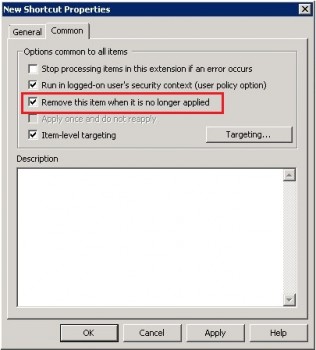 New Shortcut Properties
General Common
Options common to all items
Stop processing items in this extension if an error occurs
Run in logged-on user's security context (user policy option)
Remove this item when it is no longer applied
Apply once and do not reapply
Item-level targeting Targeting...
Description
OK Cancel Apply Help